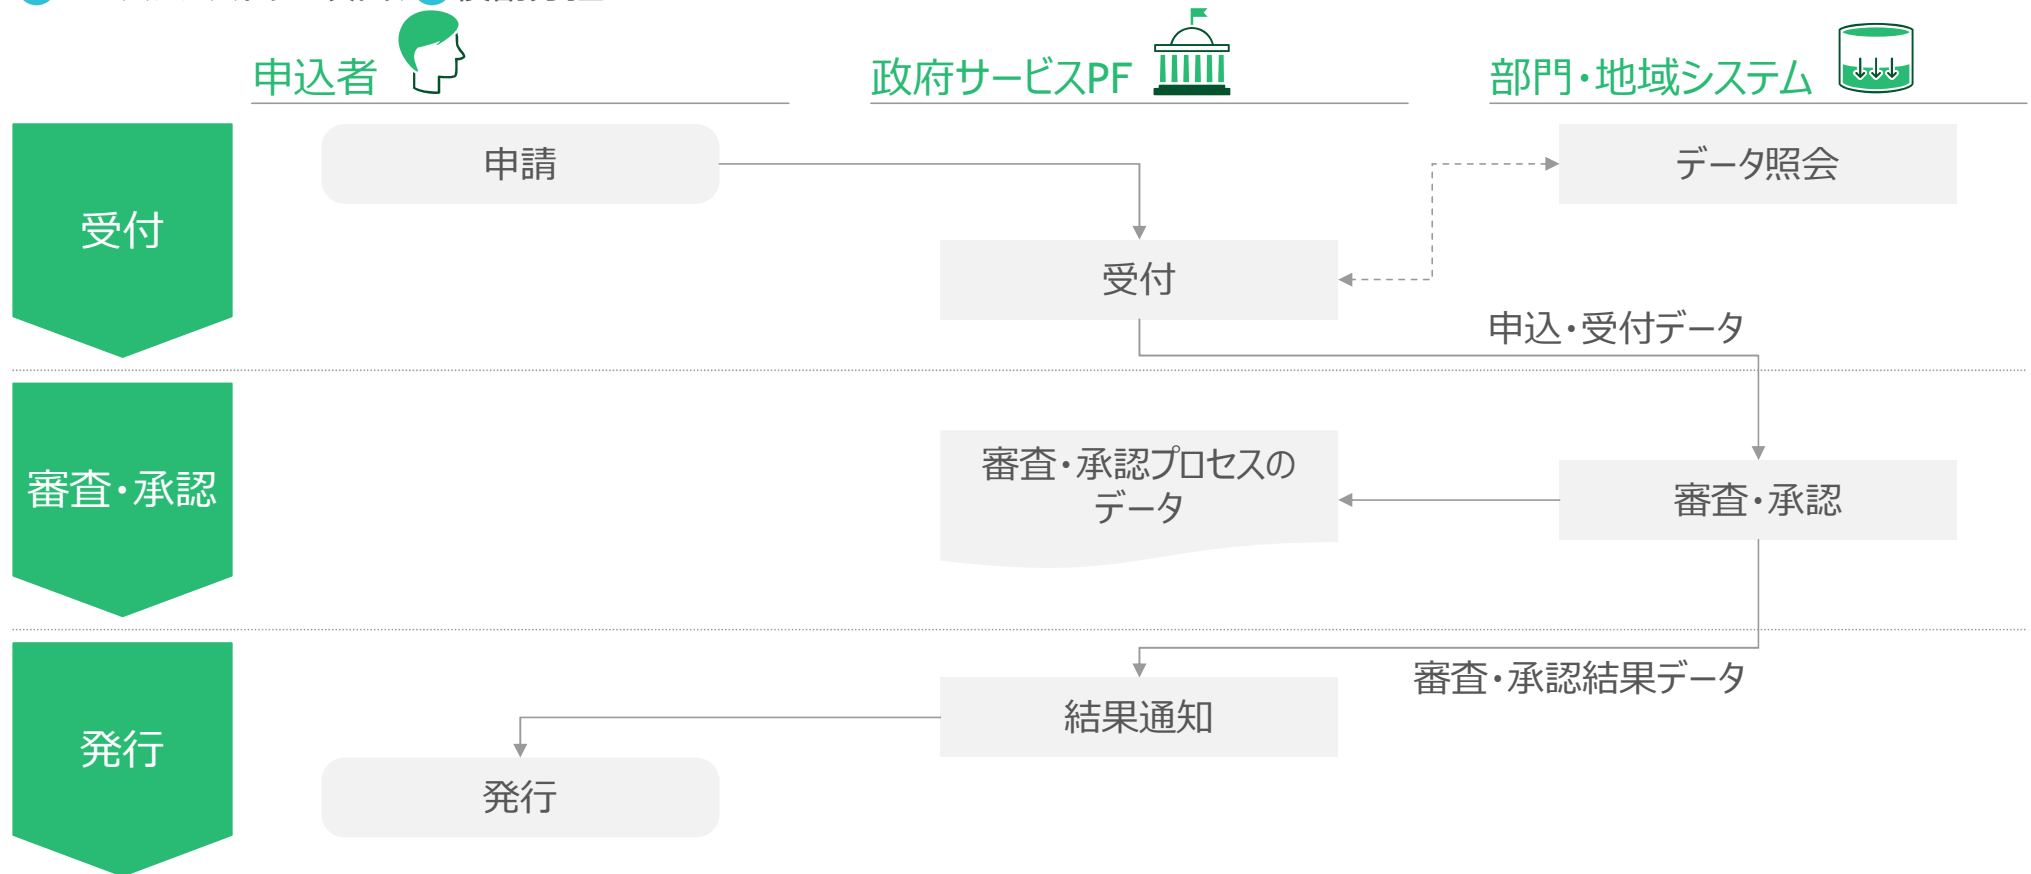 申込者
政府サービスPF
部門・地域システム
受付
申請
データ照会
受付
申込・受付データ
審査・承認
審査・承認プロセスの
データ
審査・承認
発行
審査・承認結果データ
結果通知
発行